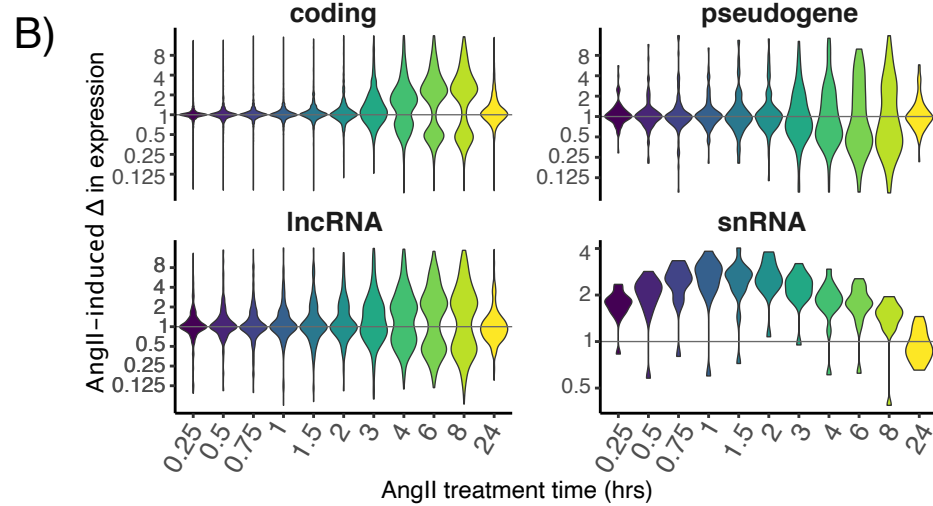 B)
coding
pseudogene
8
4
2
1
0.5
0.25
0.125
8
4
2
1
0.5
0.25
0.125
lncRNA
snRNA
8
4
2
1
0.5
0.25
0.125
4
2
1
0.5
AngII−induced Δ in expression
0.25 0.5 0.75 1 1.5 2 3 4 6 8 24
0.25 0.5 0.75 1 1.5 2 3 4 6 8 24
AngII treatment time (hrs)